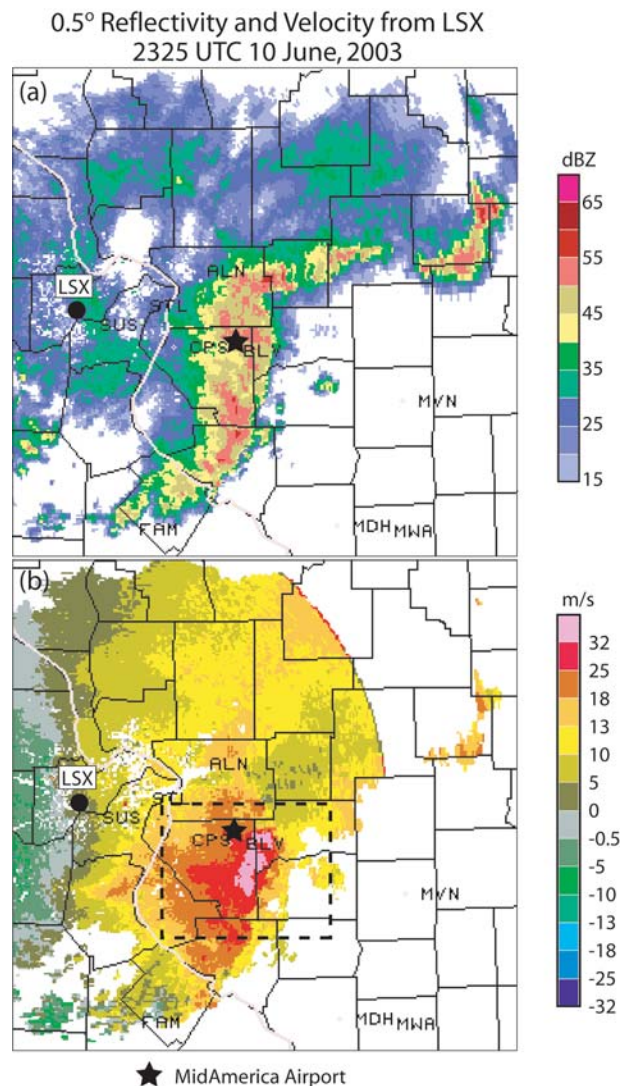 0.5° Reflectivity and Velocity from LSX
2325 UTC 10 June, 2003
(a)
dBZ
65
55
45
35
25
15
ALN
LSX
STL
SUS
CPS BLV
MVN
FAM
MDH MWA
(b)
m/s
32
25
18
13
10
5
0
-0.5
-5
-10
-13
-18
-25
-32
ALN
LSX
STL
SUS
CPS BLV
MVN
FAM
MDH MWA
MidAmerica Airport